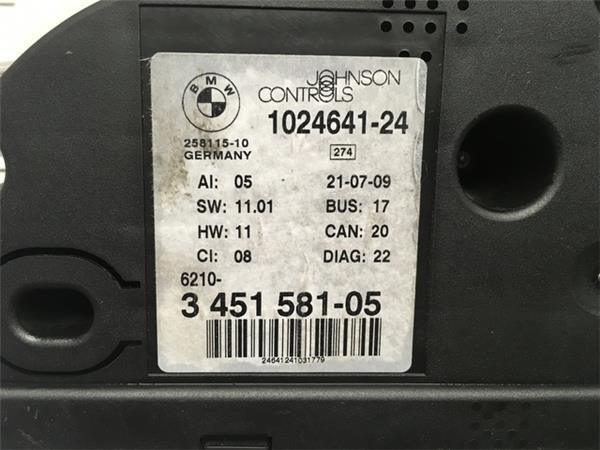 BMW
JOHNSON
CONTROLS
1024641-24
258115-10
GERMANY
274
AI: 05 21-07-09
SW: 11.01 BUS: 17
HW: 11 CAN: 20
CI: 08 DIAG: 22
6210-
3 451 581-05
24641241031779